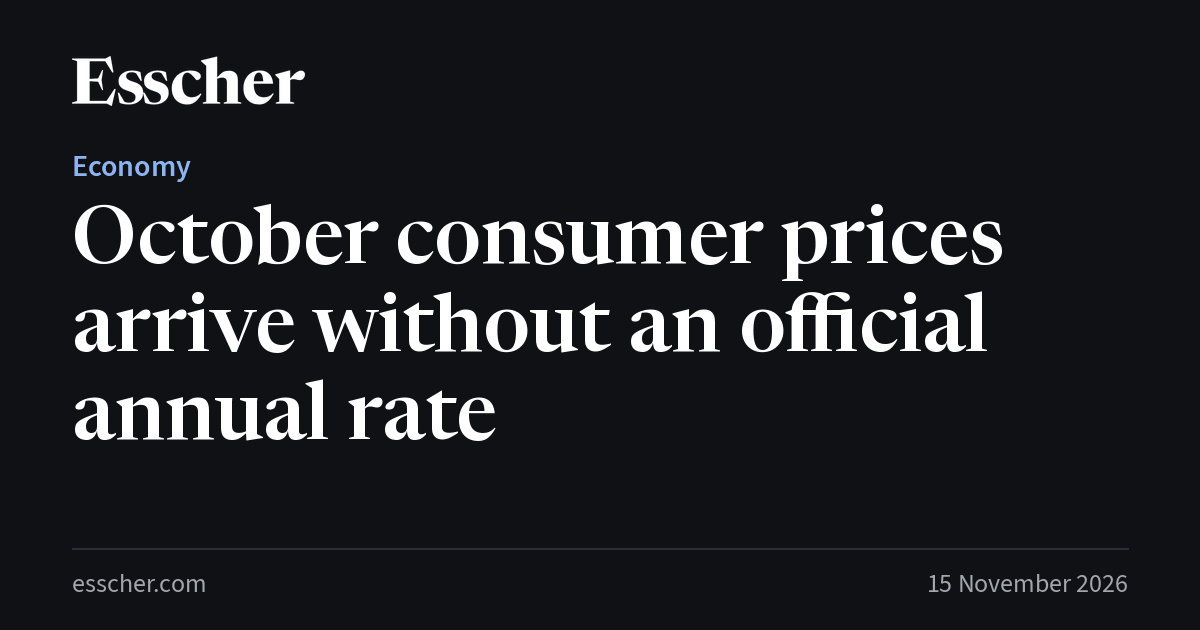 Esscher
Economy
October consumer prices
arrive without an official
annual rate
esscher.com
15 November 2026